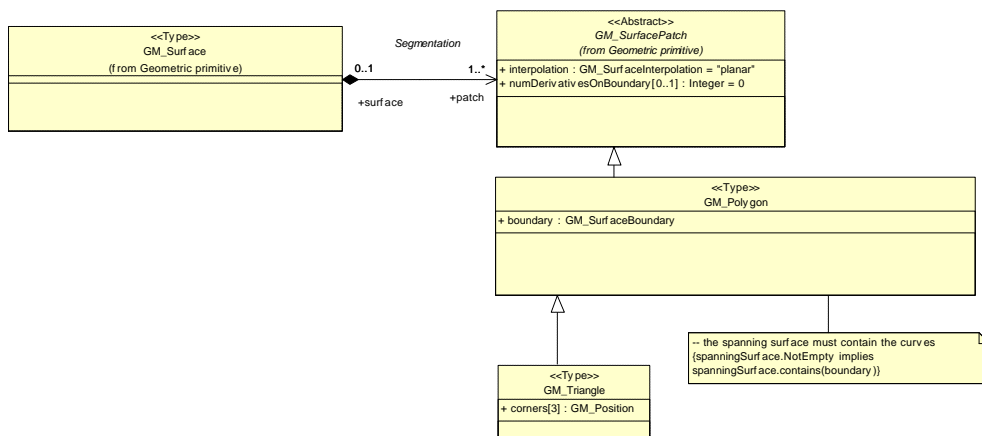 <<Type>>
GM_Surface
(from Geometric primitive)
Segmentation
0..1
1..*
+surface
+patch
<<Abstract>>
GM_SurfacePatch
(from Geometric primitive)
+ interpolation : GM_SurfaceInterpolation = "planar"
+ numDerivativesOnBoundary[0..1] : Integer = 0
<<Type>>
GM_Polygon
+ boundary : GM_SurfaceBoundary
-- the spanning surface must contain the curves
{spanningSurface.NotEmpty implies
spanningSurface.contains(boundary)}
<<Type>>
GM_Triangle
+ corners[3] : GM_Position